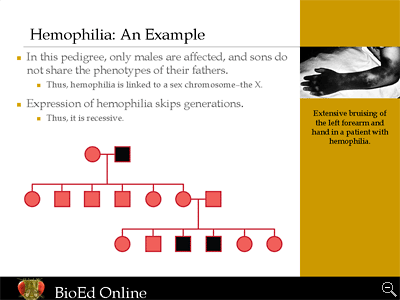 Hemophilia: An Example
In this pedigree, only males are affected, and sons do
not share the phenotypes of their fathers.
Thus, hemophilia is linked to a sex chromosome–the X.
Expression of hemophilia skips generations.
Thus, it is recessive.
Extensive bruising of
the left forearm and
hand in a patient with
hemophilia.
BioEd Online